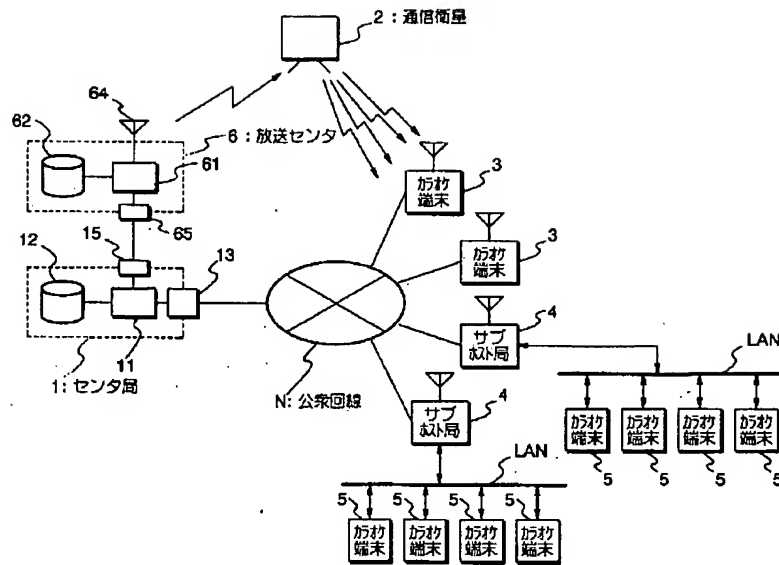 2：通信衛星
64
62
6：放送センタ
61
3
カラオケ
端末
65
12
15
13
3
カラオケ
端末
4
サブ
ホスト局
11
1：センタ局
LAN
N：公衆回線
4
サブ
ホスト局
カラオケ
端末
カラオケ
端末
カラオケ
端末
カラオケ
端末
5
5
5
5
LAN
5
5
5
5
カラオケ
端末
カラオケ
端末
カラオケ
端末
カラオケ
端末